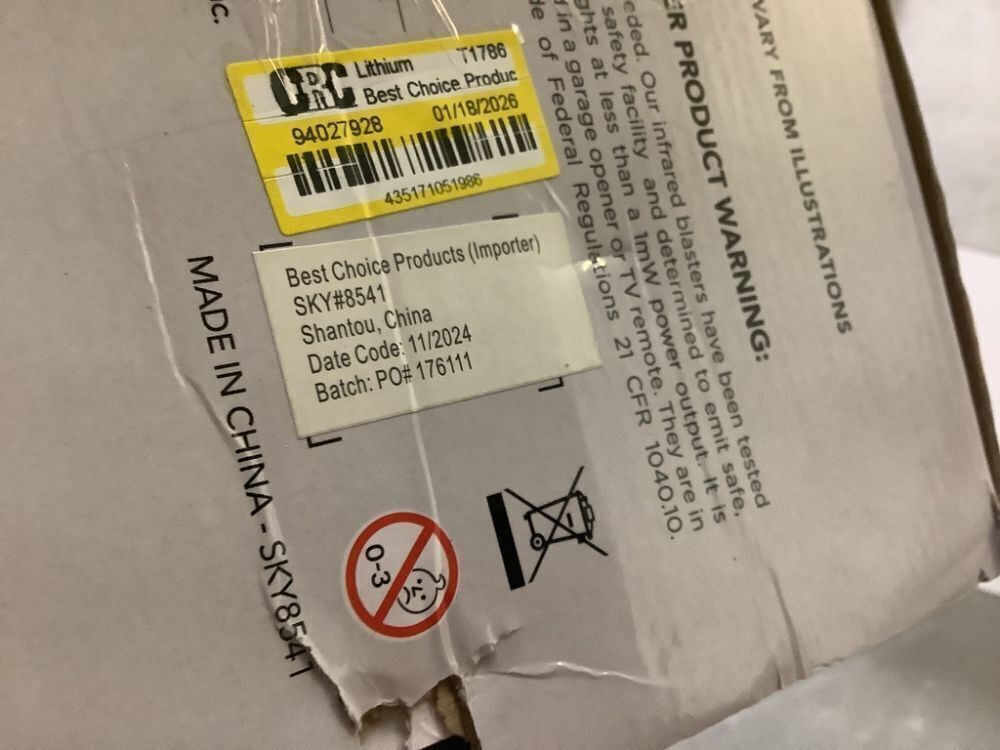 CRC
Lithium T1786
Best Choice Produc
94027928 01/18/2026
435171051986
Best Choice Products (Importer)
SKY#8541
Shantou, China
Date Code: 11/2024
Batch: PO# 176111
MADE IN CHINA - SKY8541
0-3
VARY FROM ILLUSTRATIONS
ER PRODUCT WARNING:
eded. Our infrared blasters have been tested
safety facility and determined to emit safe,
ghts at less than a 1mW power output. It is
in a garage opener or TV remote. They are in
de of Federal Regulations 21 CFR 1040.10.